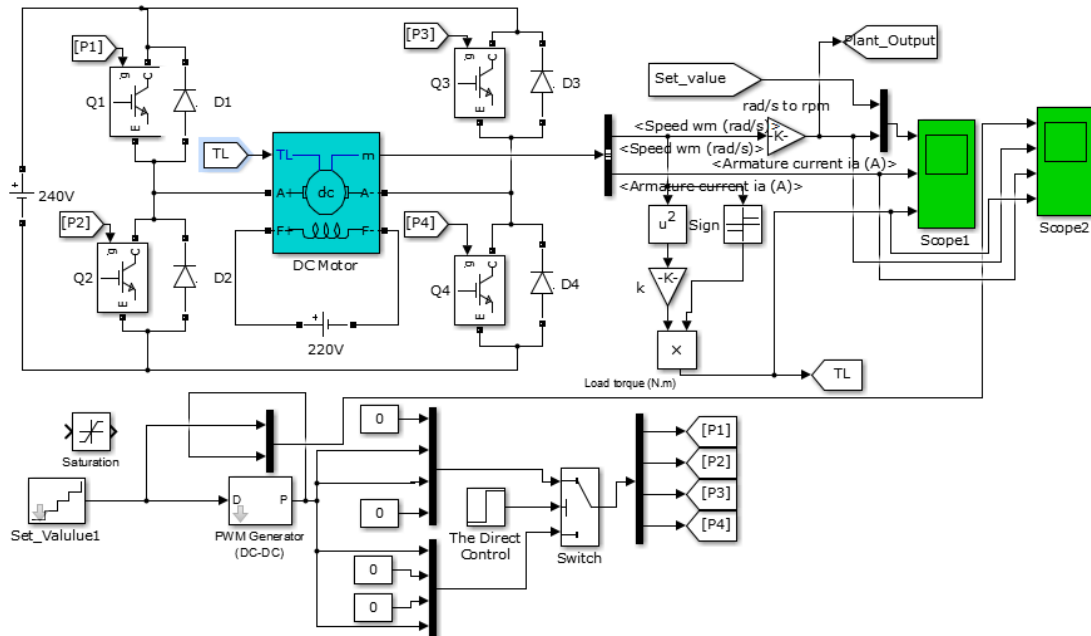 [P1]
g
C
E
Q1
D1
[P3]
g
C
E
Q3
D3
Plant_Output
Set_value
rad/s to rpm
<Speed wm (rad/s)>
-K-
<Speed wm (rad/s)>
<Armature current ia (A)>
<Armature current ia (A)>
Scope1
Scope2
TL
TL
m
A+
dc
A-
F+
F-
DC Motor
+
240V
[P2]
g
C
E
Q2
D2
[P4]
g
C
E
Q4
D4
+
220V
u²
Sign
-K-
k
×
Load torque (N.m)
TL
Saturation
Set_Valulue1
D
P
PWM Generator
(DC-DC)
0
0
0
0
The Direct
Control
Switch
[P1]
[P2]
[P3]
[P4]